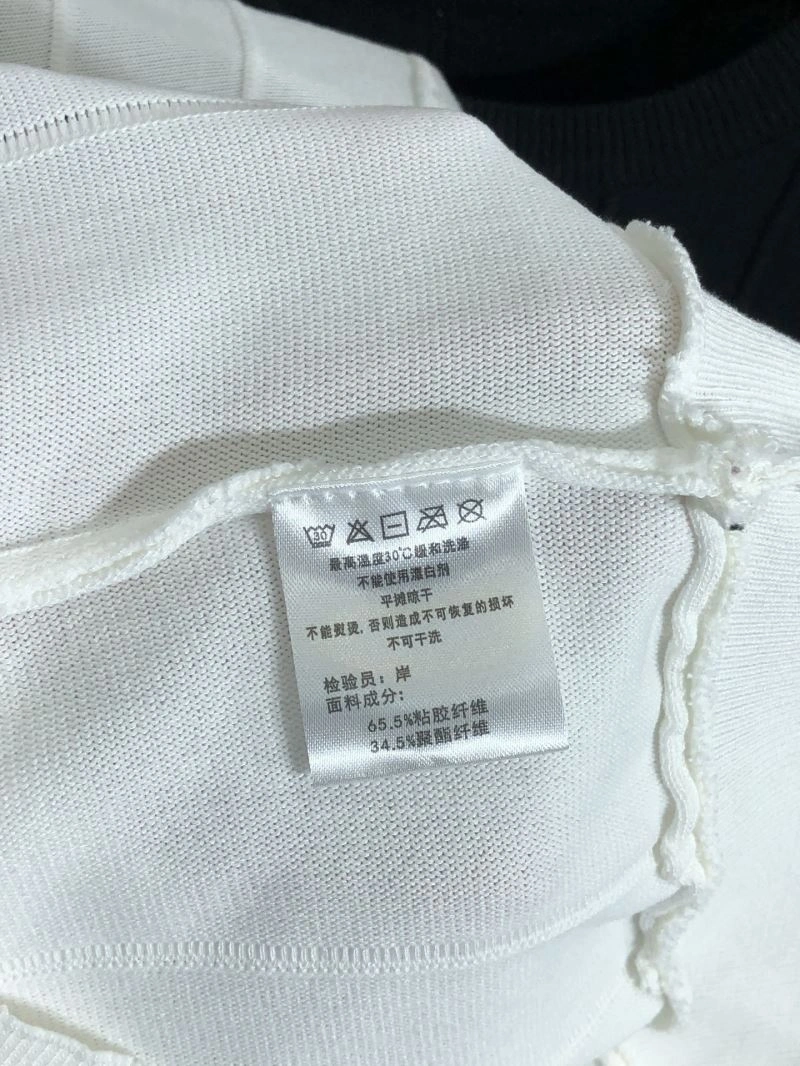 30
最高温度30℃缓和洗涤
不能使用漂白剂
平摊晾干
不能熨烫,否则造成不可恢复的损坏
不可干洗
检验员：岸
面料成分：
65.5%粘胶纤维
34.5%聚酯纤维